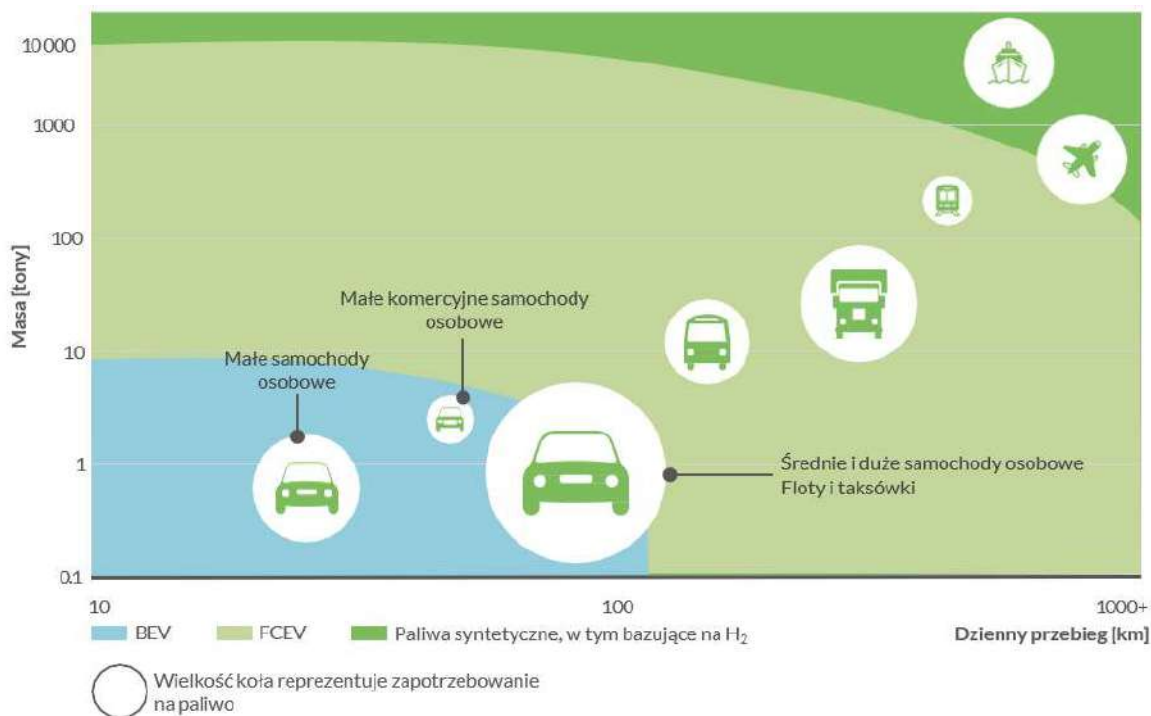 10 000
1000
100
10
1
0.1
Masa [tony]
Małe komercyjne samochody
osobowe
Małe samochody
osobowe
Średnie i duże samochody osobowe
Floty i taksówki
10
100
1000+
BEV
FCEV
Paliwa syntetyczne, w tym bazujące na H₂
Dzienny przebieg [km]
Wielkość koła reprezentuje zapotrzebowanie
na paliwo